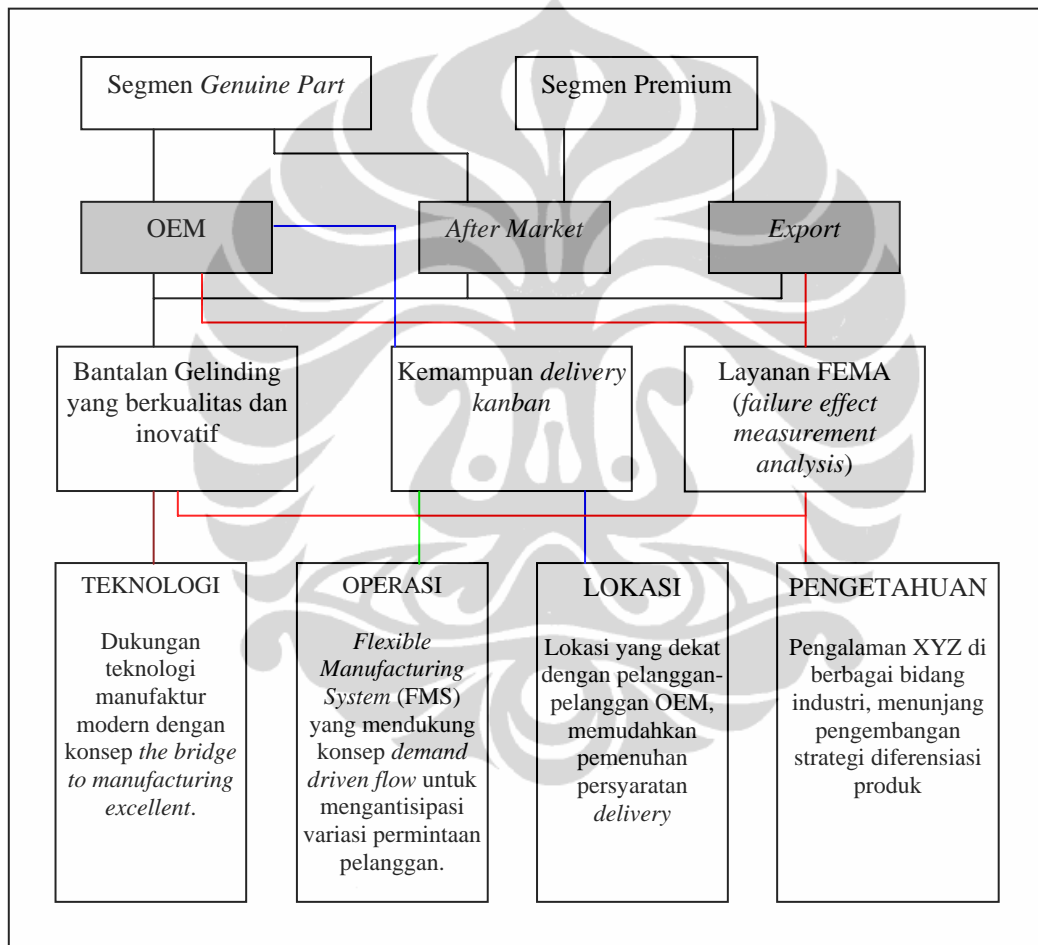 Segmen Genuine Part
Segmen Premium
OEM
After Market
Export
Bantalan Gelinding
yang berkualitas dan
inovatif
Kemampuan delivery
kanban
Layanan FEMA
(failure effect
measurement
analysis)
TEKNOLOGI
Dukungan
teknologi
manufaktur
modern dengan
konsep the bridge
to manufacturing
excellent.
OPERASI
Flexible
Manufacturing
System (FMS)
yang mendukung
konsep demand
driven flow untuk
mengantisipasi
variasi permintaan
pelanggan.
LOKASI
Lokasi yang dekat
dengan pelanggan-
pelanggan OEM,
memudahkan
pemenuhan
persyaratan
delivery
PENGETAHUAN
Pengalaman XYZ di
berbagai bidang
industri, menunjang
pengembangan
strategi diferensiasi
produk